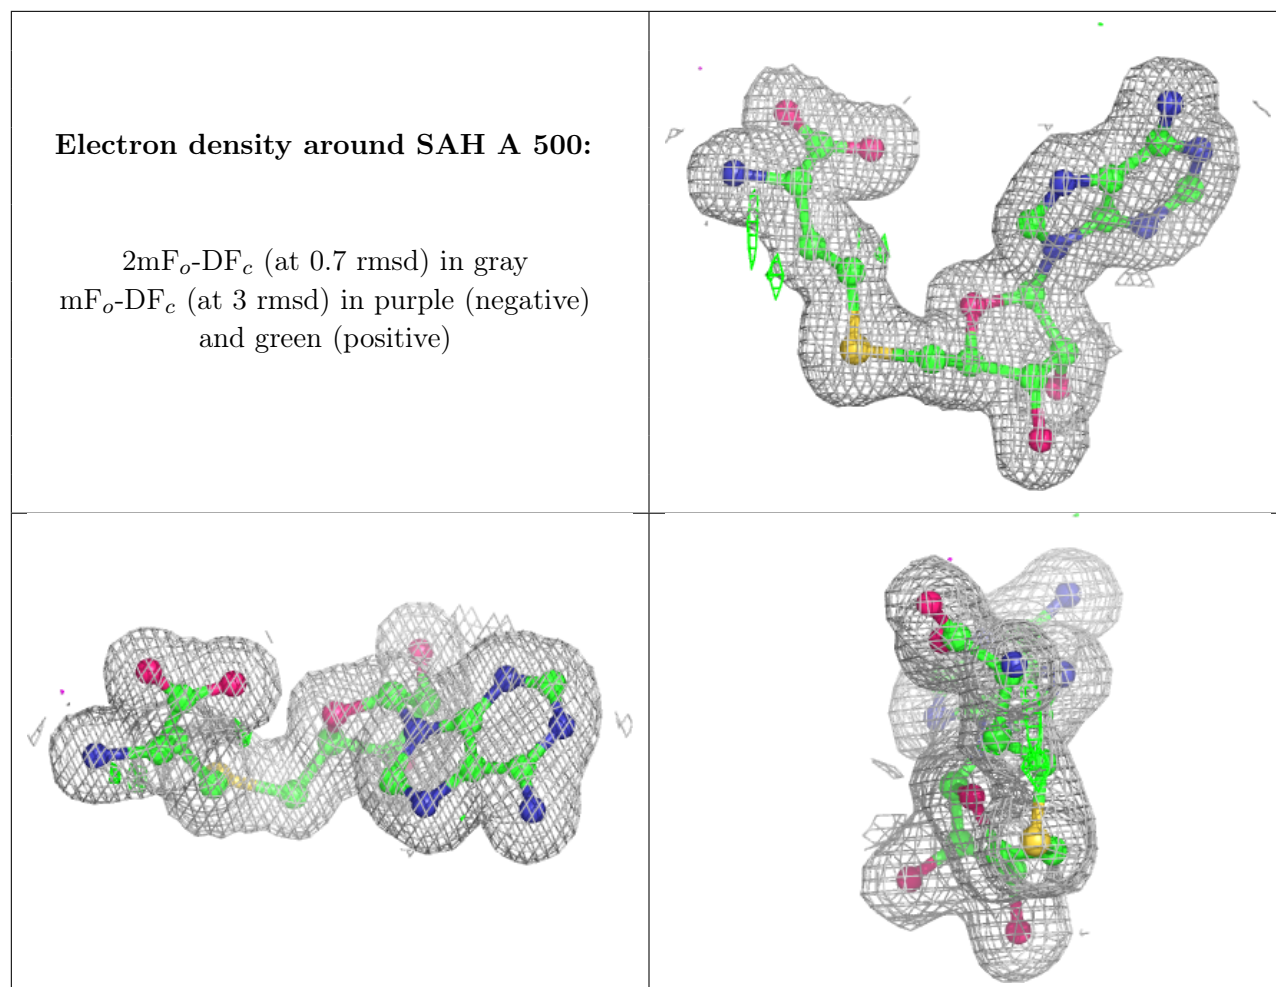 Electron density around SAH A 500:
2mFₒ-DF𝒸 (at 0.7 rmsd) in gray
mFₒ-DF𝒸 (at 3 rmsd) in purple (negative)
and green (positive)